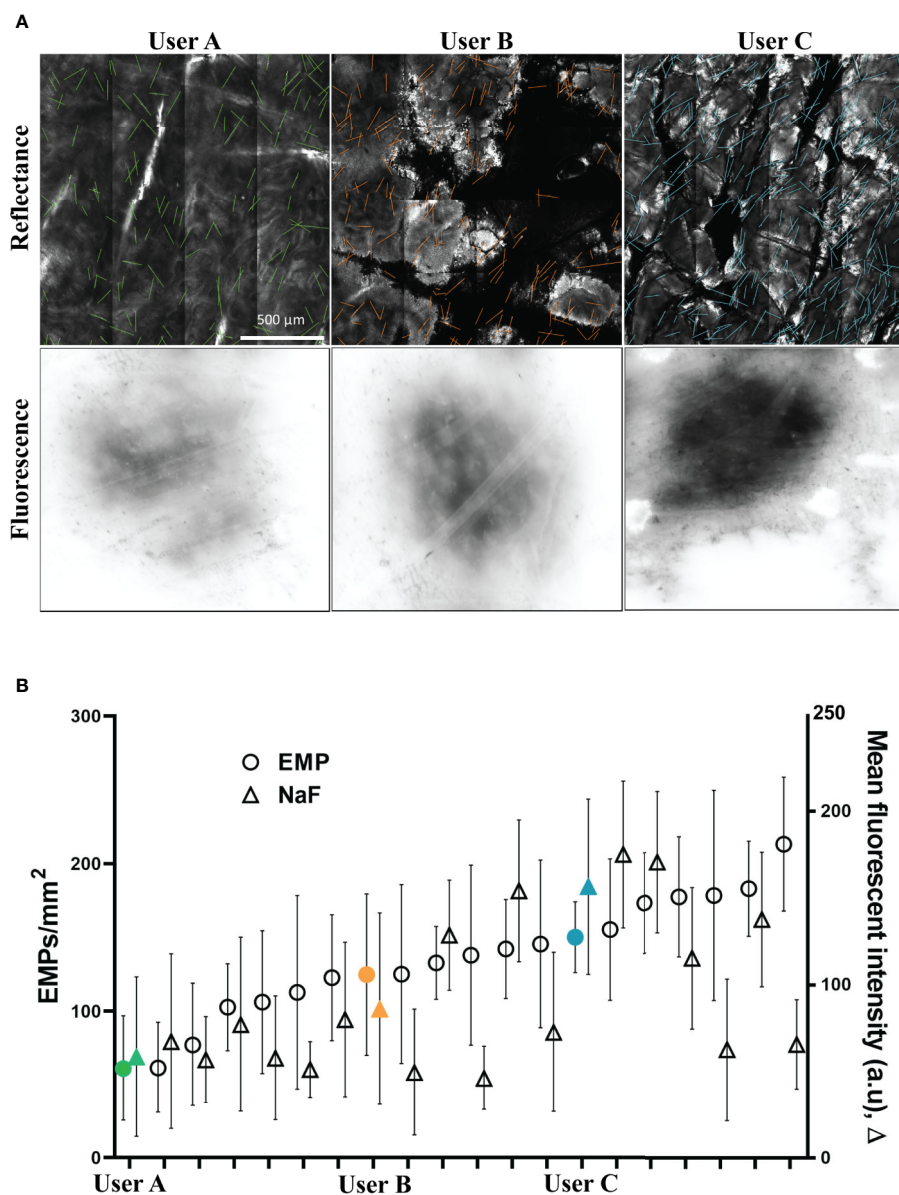 A
User A User B User C
Reflectance
500 µm
Fluorescence
B
EMPs/mm²
300
200
100
0
EMP
NaF
250
200
100
0
Mean fluorescent intensity (a.u), Δ
User A User B User C